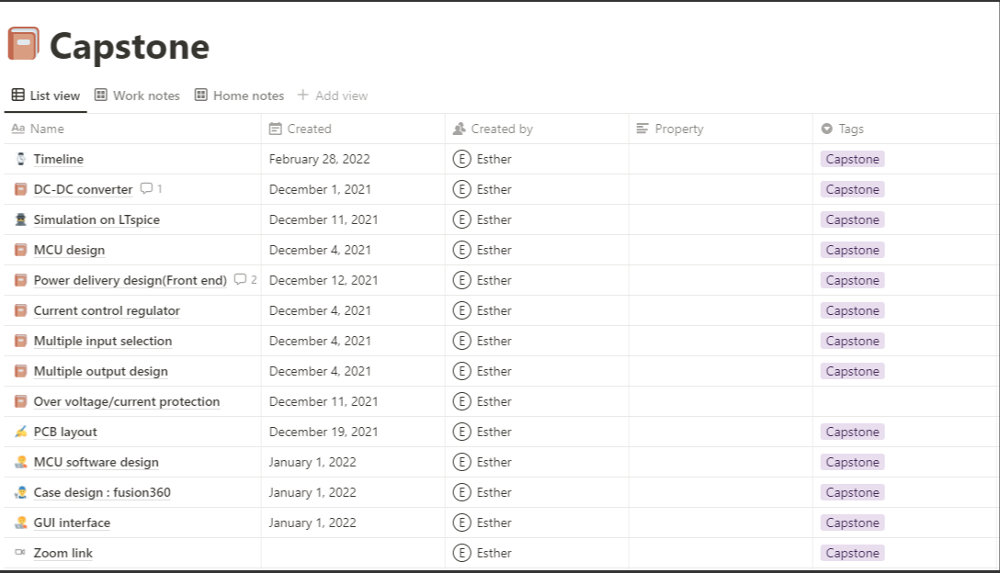 Capstone
List view Work notes Home notes + Add view
Aa Name Created Created by Property Tags
Timeline February 28, 2022 E Esther Capstone
DC-DC converter 1 December 1, 2021 E Esther Capstone
Simulation on LTspice December 11, 2021 E Esther Capstone
MCU design December 4, 2021 E Esther Capstone
Power delivery design(Front end) 2 December 12, 2021 E Esther Capstone
Current control regulator December 4, 2021 E Esther Capstone
Multiple input selection December 4, 2021 E Esther Capstone
Multiple output design December 4, 2021 E Esther Capstone
Over voltage/current protection December 11, 2021 E Esther
PCB layout December 19, 2021 E Esther Capstone
MCU software design January 1, 2022 E Esther Capstone
Case design : fusion360 January 1, 2022 E Esther Capstone
GUI interface January 1, 2022 E Esther Capstone
Zoom link E Esther Capstone